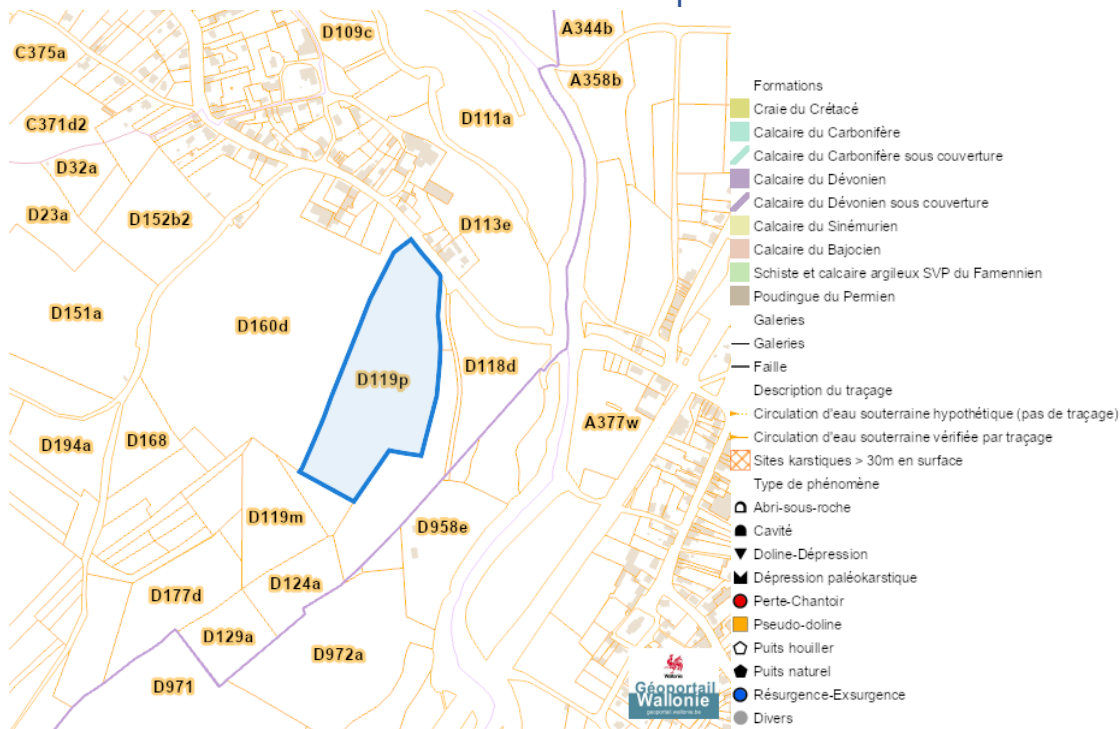 D109c
A344b
C375a
A358b
C371d2
D111a
D32a
D23a
D152b2
D113e
D151a
D160d
D118d
D119p
A377w
D194a
D168
D119m
D958e
D124a
D177d
D129a
D972a
D971
Formations
Craie du Crétacé
Calcaire du Carbonifère
Calcaire du Carbonifère sous couverture
Calcaire du Dévonien
Calcaire du Dévonien sous couverture
Calcaire du Sinémurien
Calcaire du Bajocien
Schiste et calcaire argileux SVP du Famennien
Poudingue du Permien
Galeries
Galeries
Faille
Description du traçage
Circulation d'eau souterraine hypothétique (pas de traçage)
Circulation d'eau souterraine vérifiée par traçage
Sites karstiques > 30m en surface
Type de phénomène
Abri-sous-roche
Cavité
Doline-Dépression
Dépression paléokarstique
Perte-Chantoir
Pseudo-doline
Puits houiller
Puits naturel
Résurgence-Exsurgence
Divers
Wallonie
Géoportail
Wallonie
geoportail.wallonie.be